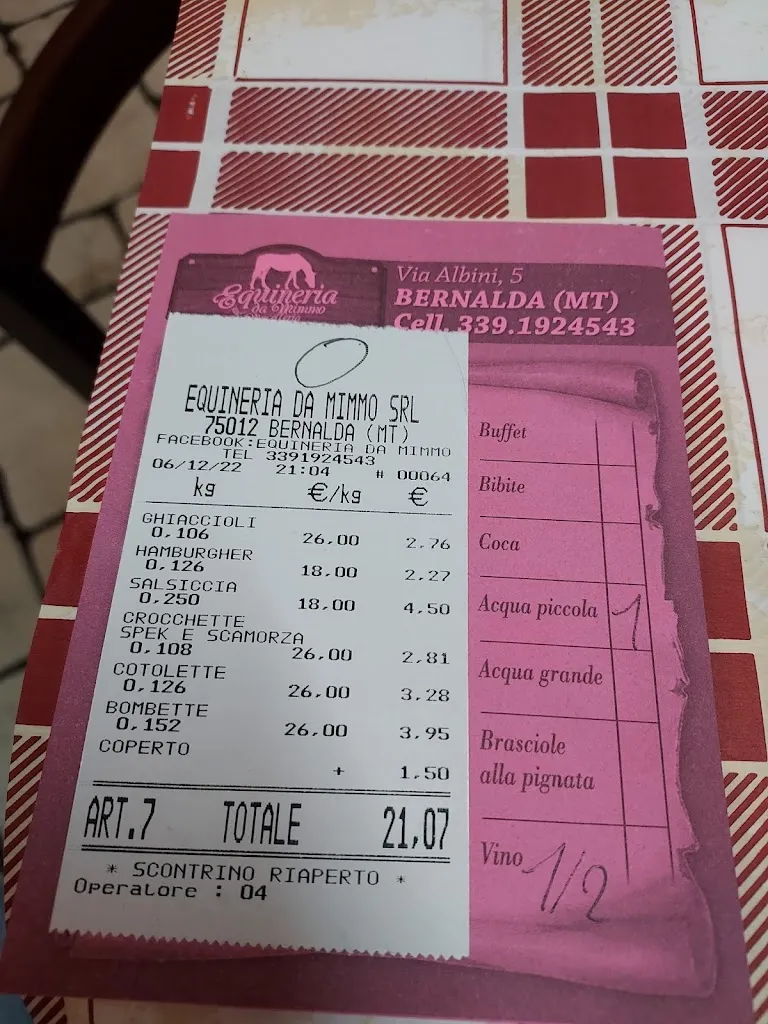 Equineria
da Mimmo
Via Albini, 5
BERNALDA (MT)
Cell. 339.1924543
EQUINERIA DA MIMMO SRL
75012 BERNALDA (MT)
FACEBOOK:EQUINERIA DA MIMMO
TEL 3391924543
06/12/22 21:04 # 00064
kg €/kg €
GHIACCIOLI
0,106 26,00 2,76
HAMBURGHER
0,126 18,00 2,27
SALSICCIA
0,250 18,00 4,50
CROCCHETTE
SPEK E SCAMORZA
0,108 26,00 2,81
COTOLETTE
0,126 26,00 3,28
BOMBETTE
0,152 26,00 3,95
COPERTO
+ 1,50
ART.7 TOTALE 21,07
* SCONTRINO RIAPERTO *
Operatore : 04
Buffet
Bibite
Coca
Acqua piccola 1
Acqua grande
Brasciole
alla pignata
Vino 1/2